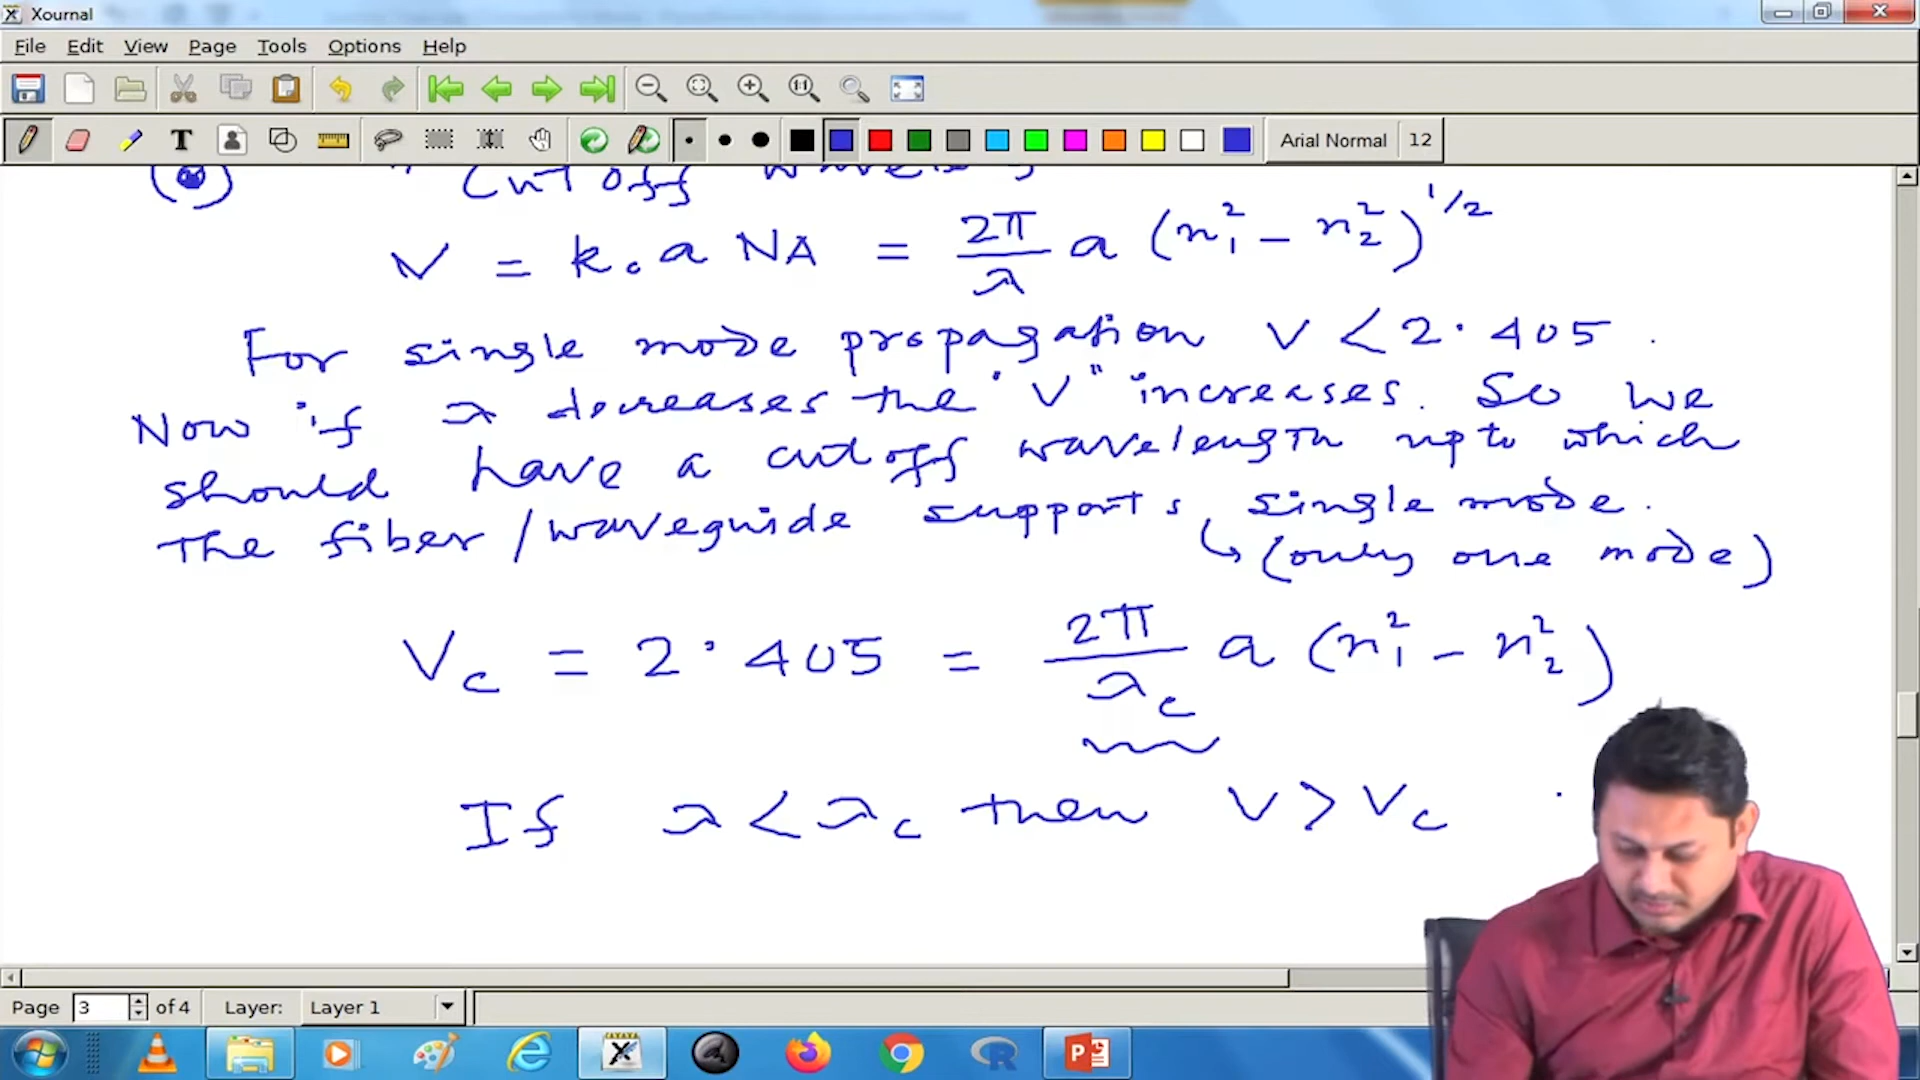 Xournal
File Edit View Page Tools Options Help
Arial Normal 12
" Cutoff
V = k₀ a NA = 2π/λ a (n₁² - n₂²)^1/2
For single mode propagation V < 2.405.
Now if λ decreases the "V" increases. So we
should have a cutoff wavelength upto which
The fiber/waveguide supports single mode.
↳ (only one mode)
V_c = 2.405 = 2π/λ_c a (n₁² - n₂²)
If λ < λ_c then V > V_c
Page 3 of 4 Layer: Layer 1